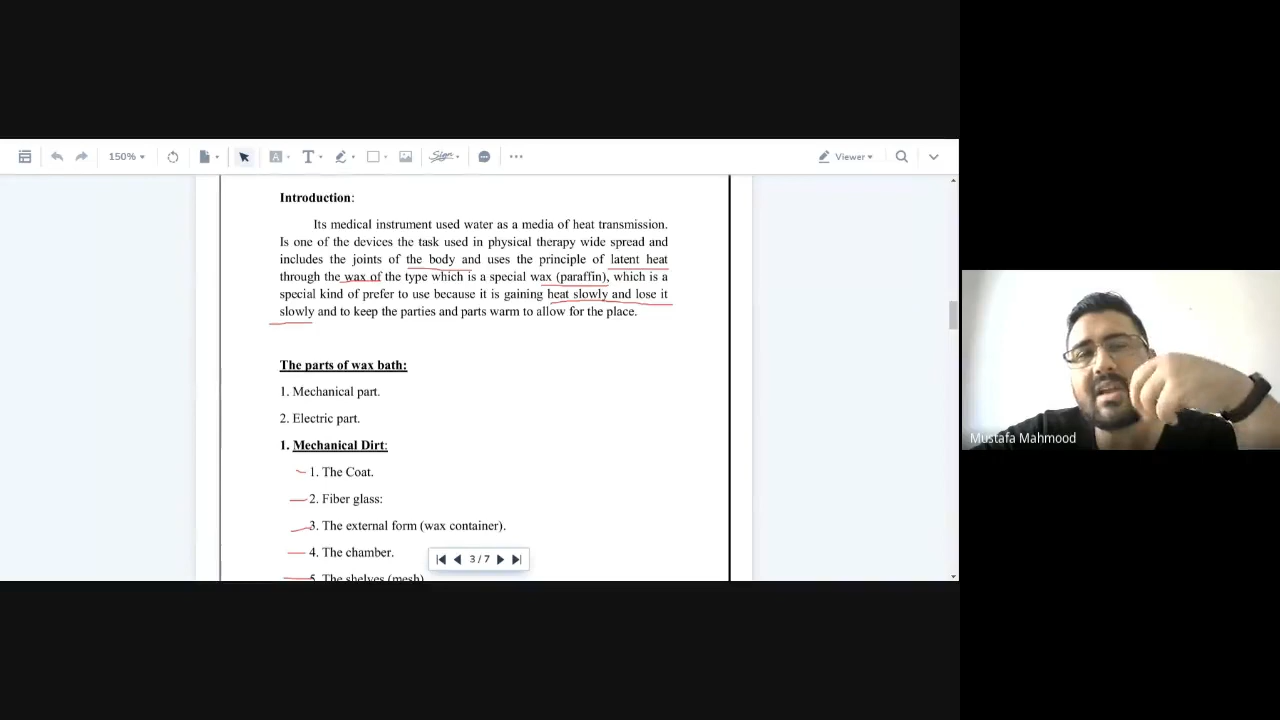 150%
Viewer
Introduction:
Its medical instrument used water as a media of heat transmission.
Is one of the devices the task used in physical therapy wide spread and
includes the joints of the body and uses the principle of latent heat
through the wax of the type which is a special wax (paraffin), which is a
special kind of prefer to use because it is gaining heat slowly and lose it
slowly and to keep the parties and parts warm to allow for the place.
The parts of wax bath:
1. Mechanical part.
2. Electric part.
1. Mechanical Dirt:
1. The Coat.
2. Fiber glass:
3. The external form (wax container).
4. The chamber.
5. The shelves (mesh)
3 / 7
Mustafa Mahmood